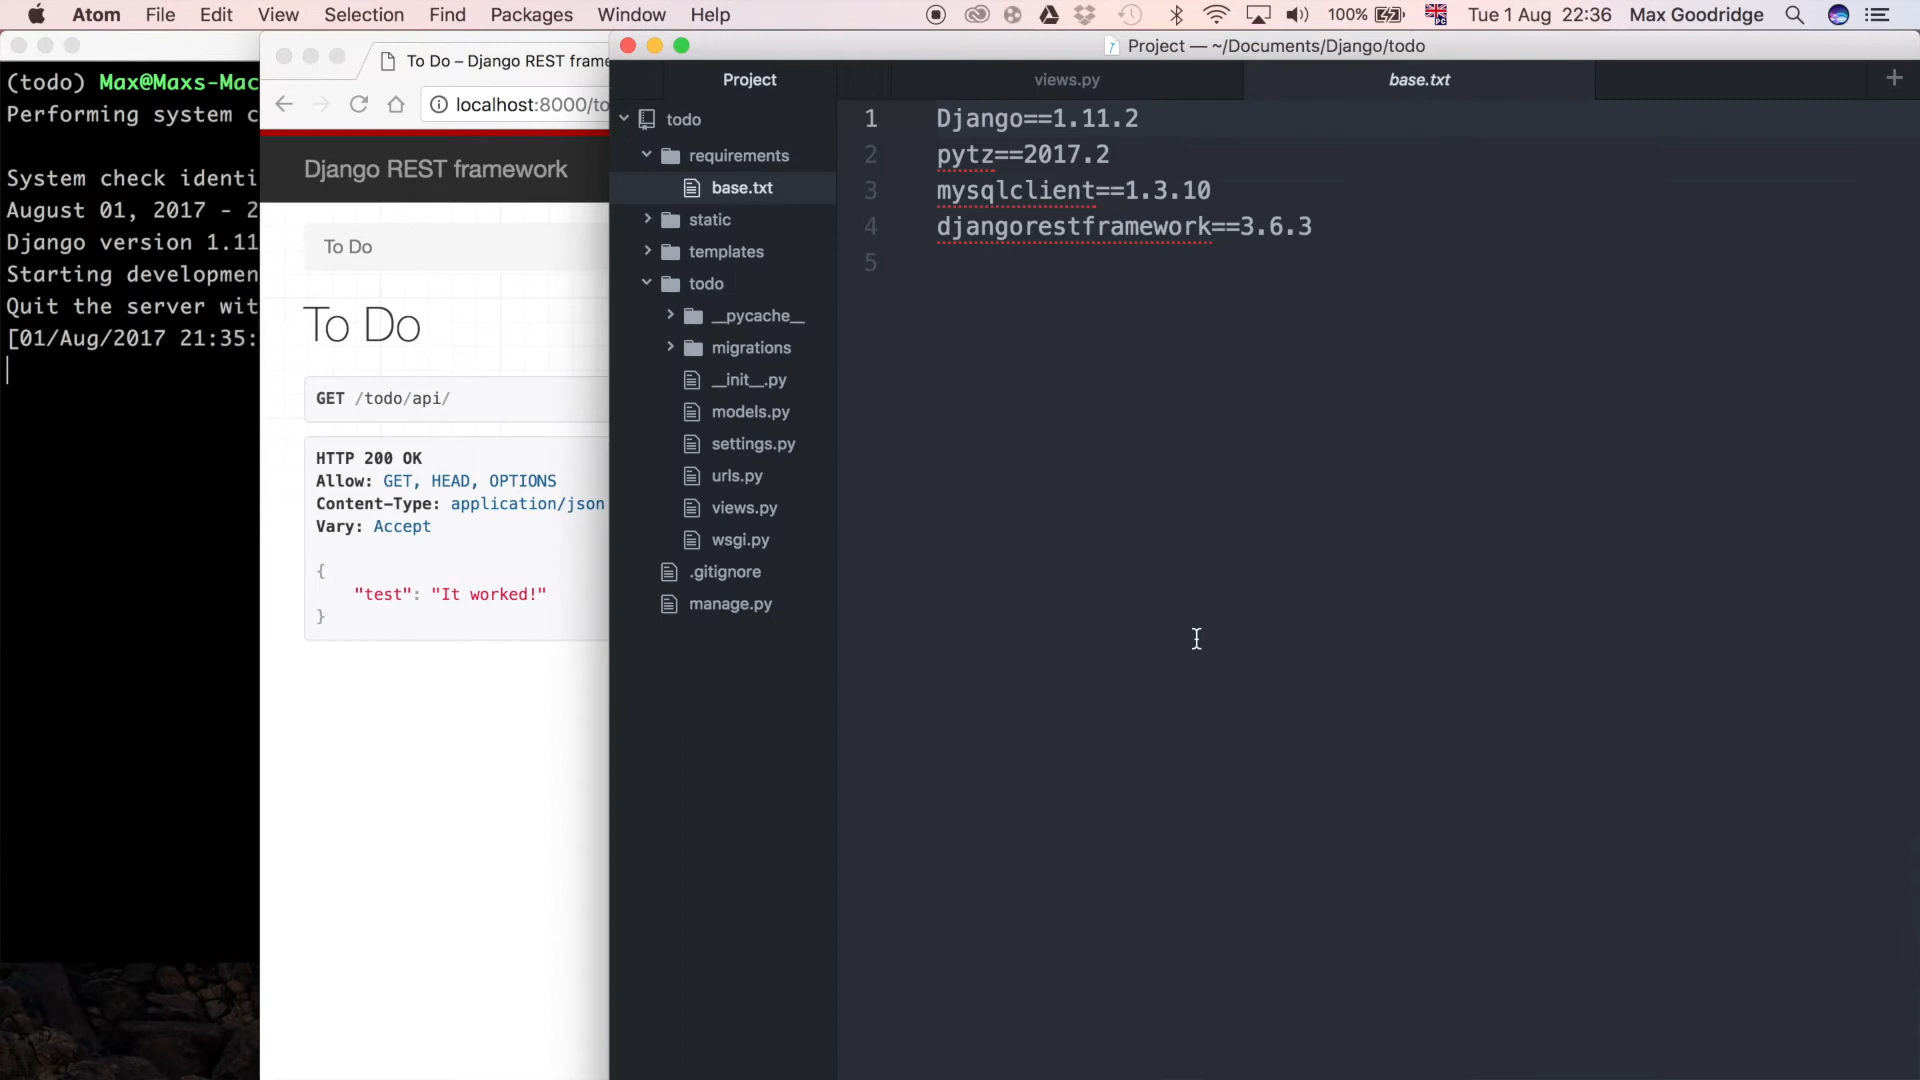 Atom File Edit View Selection Find Packages Window Help 100% Tue 1 Aug 22:36 Max Goodridge
(todo) Max@Maxs-Mac
Performing system c
System check identi
August 01, 2017 - 2
Django version 1.11
Starting developmen
Quit the server wit
[01/Aug/2017 21:35:
To Do – Django REST frame
localhost:8000/to
Django REST framework
To Do
To Do
GET /todo/api/
HTTP 200 OK
Allow: GET, HEAD, OPTIONS
Content-Type: application/json
Vary: Accept
{
"test": "It worked!"
}
Project — ~/Documents/Django/todo
Project
views.py
base.txt
todo
requirements
base.txt
static
templates
todo
__pycache__
migrations
__init__.py
models.py
settings.py
urls.py
views.py
wsgi.py
.gitignore
manage.py
1 Django==1.11.2
2 pytz==2017.2
3 mysqlclient==1.3.10
4 djangorestframework==3.6.3
5